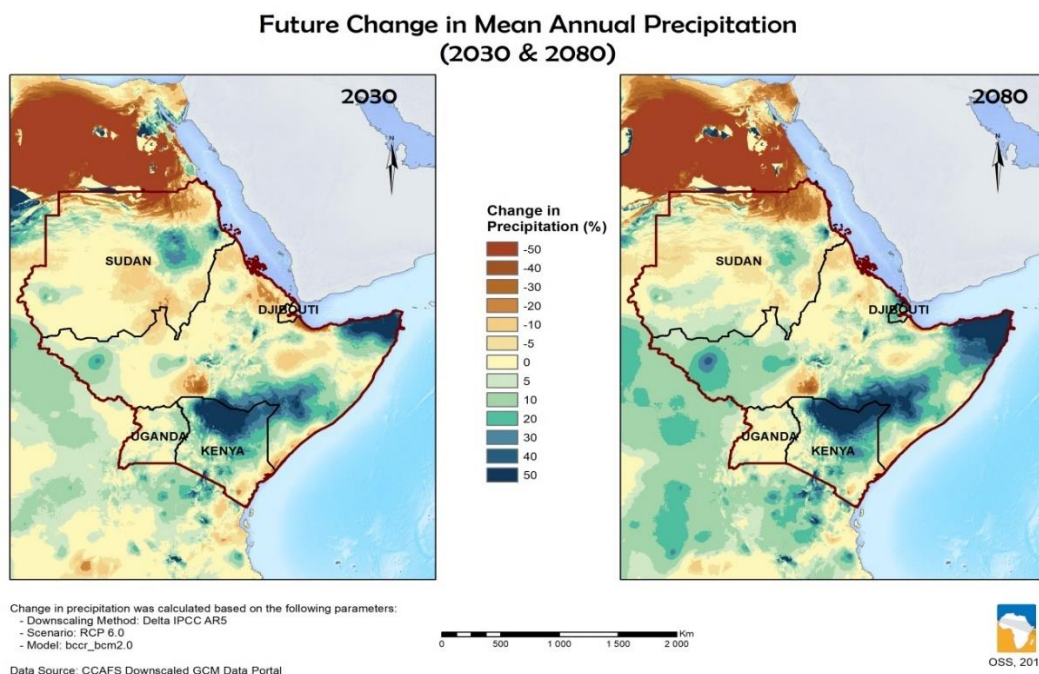 Future Change in Mean Annual Precipitation
(2030 & 2080)
2030
N
SUDAN
DJIBOUTI
UGANDA
KENYA
Change in
Precipitation (%)
-50
-40
-30
-20
-10
-5
0
5
10
20
30
40
50
2080
N
SUDAN
DJIBOUTI
UGANDA
KENYA
Change in precipitation was calculated based on the following parameters:
- Downscaling Method: Delta IPCC AR5
- Scenario: RCP 6.0
- Model: bccr_bcm2.0
Data Source: CCAFS Downscaled GCM Data Portal
Km
0 500 1 000 1 500 2 000
OSS, 201